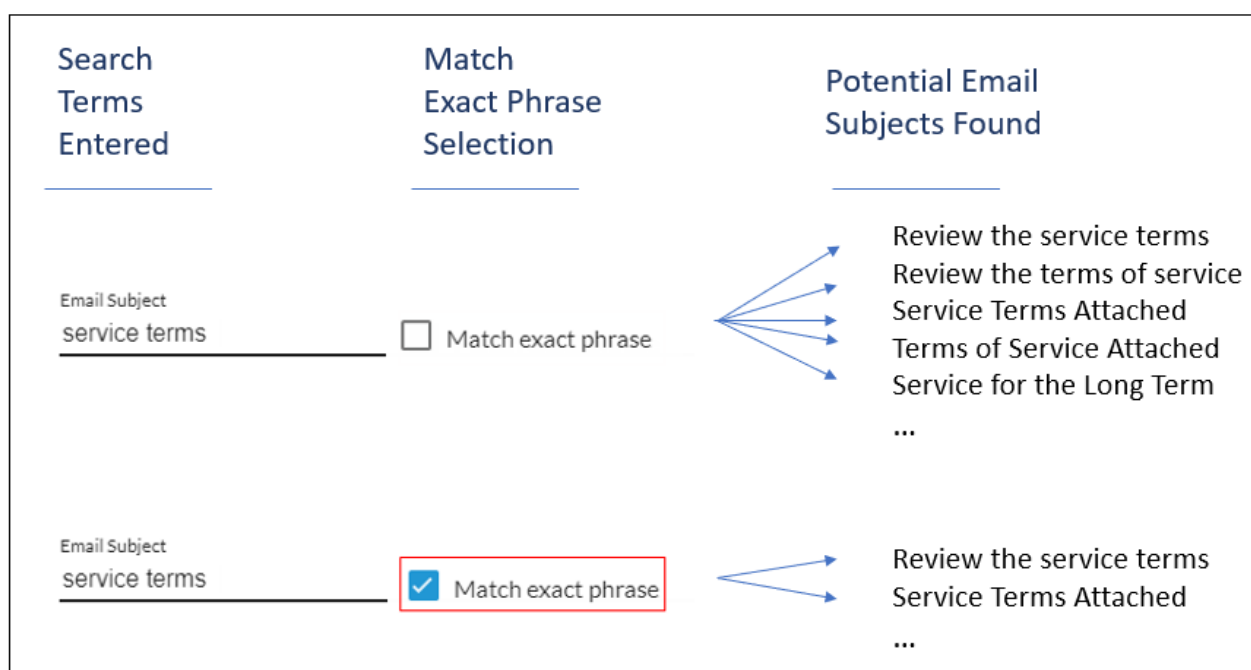 Search
Terms
Entered
Match
Exact Phrase
Selection
Potential Email
Subjects Found
Email Subject
service terms
Match exact phrase
Review the service terms
Review the terms of service
Service Terms Attached
Terms of Service Attached
Service for the Long Term
...
Email Subject
service terms
Match exact phrase
Review the service terms
Service Terms Attached
...